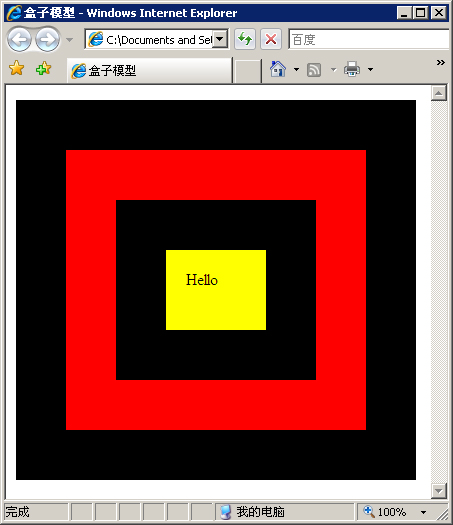 盒子模型 - Windows Internet Explorer
C:\Documents and Set
百度
盒子模型
»
Hello
完成
我的电脑
100%